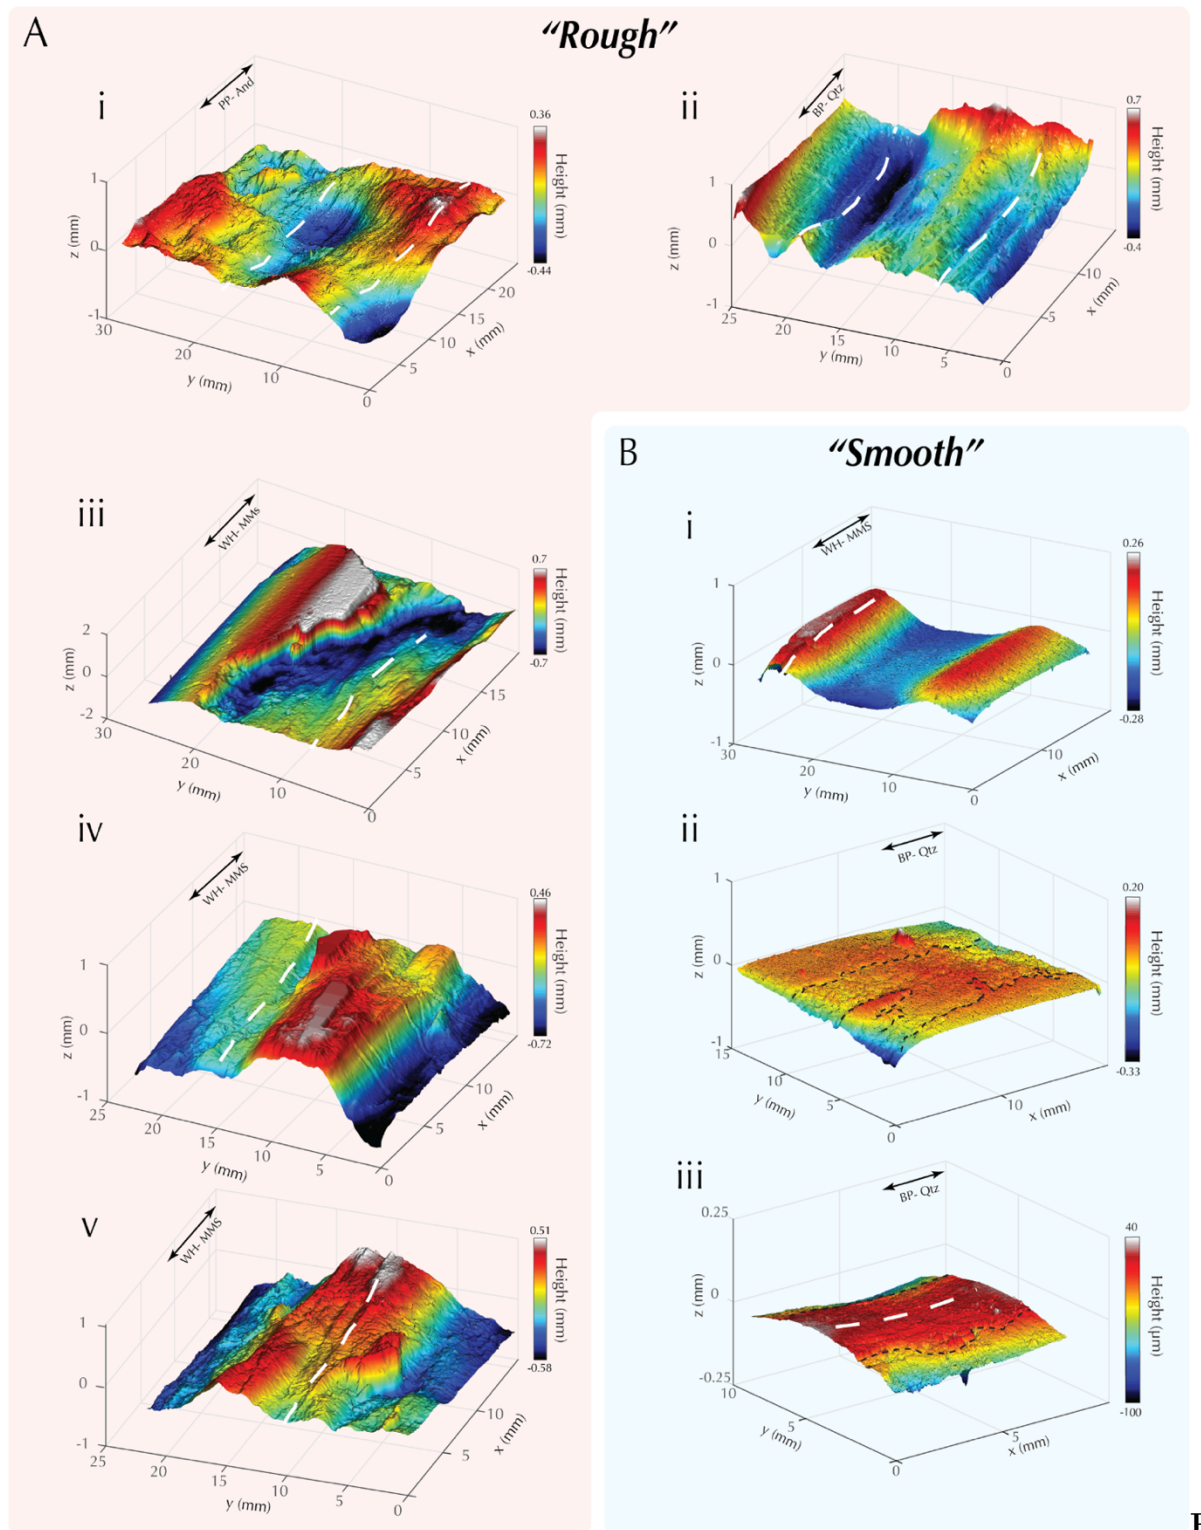 A
"Rough"
i
PP- And
0.36
Height (mm)
-0.44
1
0
-1
z (mm)
30
20
10
0
y (mm)
5
10
15
20
x (mm)
ii
BP- Qtz
0.7
Height (mm)
-0.4
1
0
-1
z (mm)
25
20
15
10
5
0
y (mm)
5
10
x (mm)
iii
WH- MMs
0.7
Height (mm)
-0.7
2
0
-2
z (mm)
30
20
10
0
y (mm)
5
10
15
x (mm)
iv
WH- MMS
0.46
Height (mm)
-0.72
1
0
-1
z (mm)
25
20
15
10
5
0
y (mm)
5
10
x (mm)
v
WH- MMS
0.51
Height (mm)
-0.58
1
0
-1
z (mm)
25
20
15
10
5
0
y (mm)
5
10
x (mm)
B
"Smooth"
i
WH- MMS
0.26
Height (mm)
-0.28
1
0
-1
z (mm)
30
20
10
0
y (mm)
10
x (mm)
ii
BP- Qtz
0.20
Height (mm)
-0.33
1
0
-1
z (mm)
15
10
5
0
y (mm)
10
x (mm)
iii
BP- Qtz
40
Height (µm)
-100
0.25
0
-0.25
z (mm)
10
5
0
y (mm)
5
x (mm)